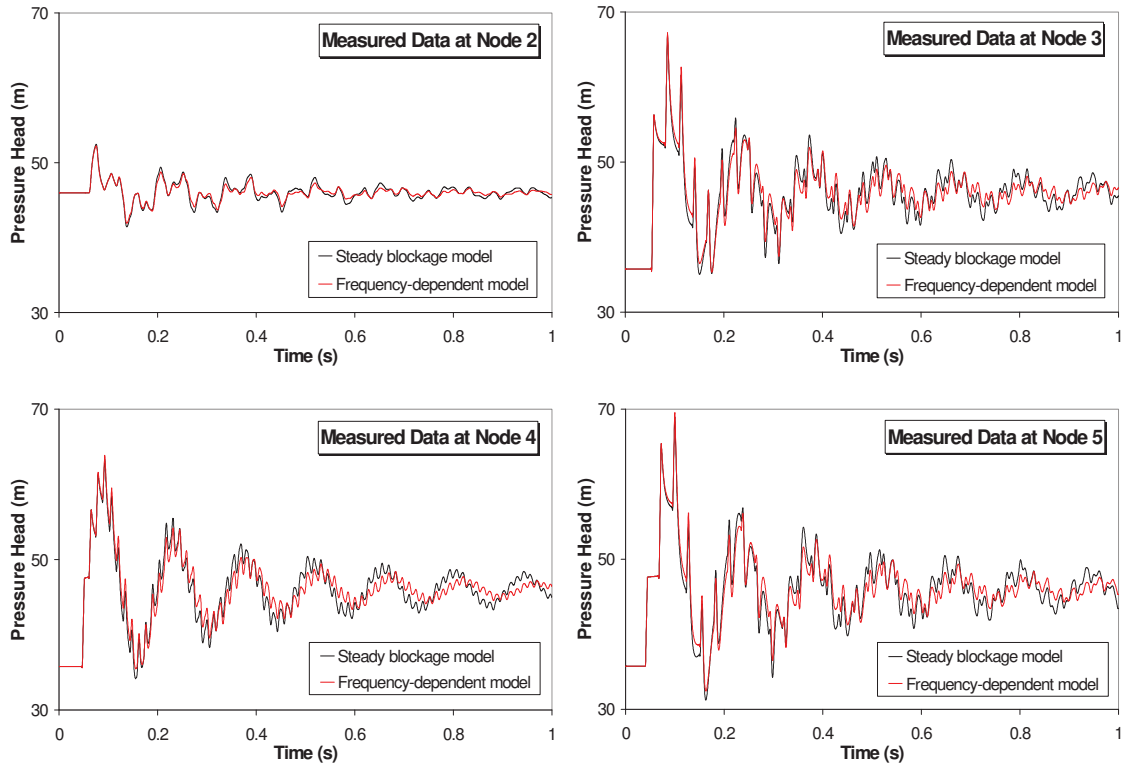 70
Measured Data at Node 2
Pressure Head (m)
50
Steady blockage model
Frequency-dependent model
30
0 0.2 0.4 0.6 0.8 1
Time (s)
70
Measured Data at Node 3
Pressure Head (m)
50
Steady blockage model
Frequency-dependent model
30
0 0.2 0.4 0.6 0.8 1
Time (s)
70
Measured Data at Node 4
Pressure Head (m)
50
Steady blockage model
Frequency-dependent model
30
0 0.2 0.4 0.6 0.8 1
Time (s)
70
Measured Data at Node 5
Pressure Head (m)
50
Steady blockage model
Frequency-dependent model
30
0 0.2 0.4 0.6 0.8 1
Time (s)